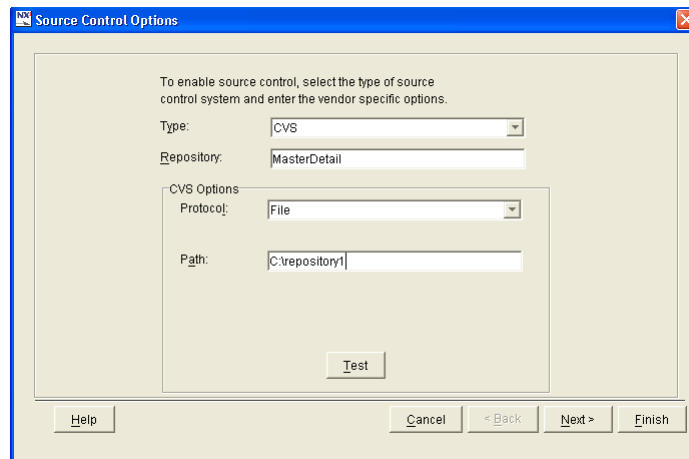 NX Source Control Options
To enable source control, select the type of source
control system and enter the vendor specific options.
Type: CVS
Repository: MasterDetail
CVS Options
Protocol: File
Path: C:\repository1
Test
Help Cancel < Back Next > Finish